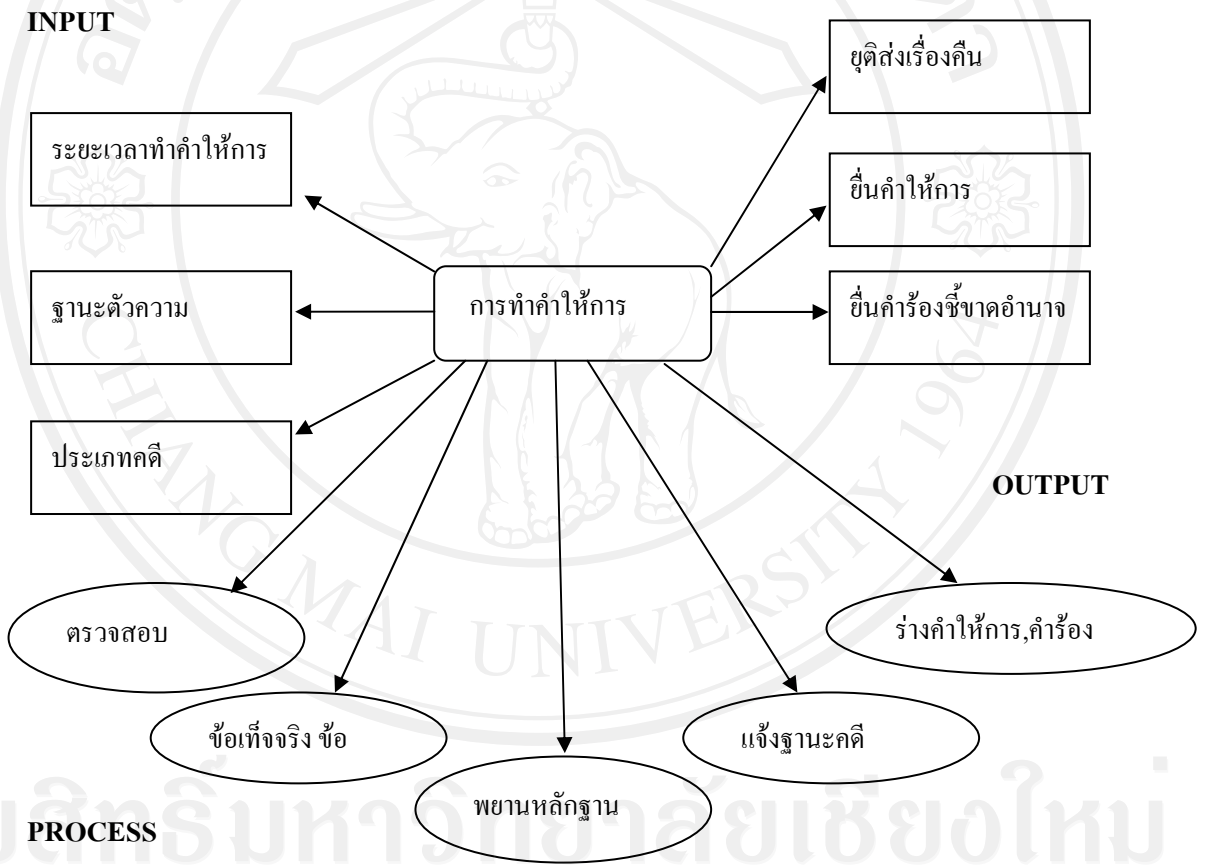 INPUT
ยุติส่งเรื่องคืน
ระยะเวลาทำคำให้การ
ยื่นคำให้การ
ฐานะตัวความ
การทำคำให้การ
ยื่นคำร้องชี้ขาดอำนาจ
ประเภทคดี
OUTPUT
ตรวจสอบ
ร่างคำให้การ,คำร้อง
ข้อเท็จจริง ข้อ
แจ้งฐานะคดี
พยานหลักฐาน
PROCESS
CHIANG MAI UNIVERSITY 1964